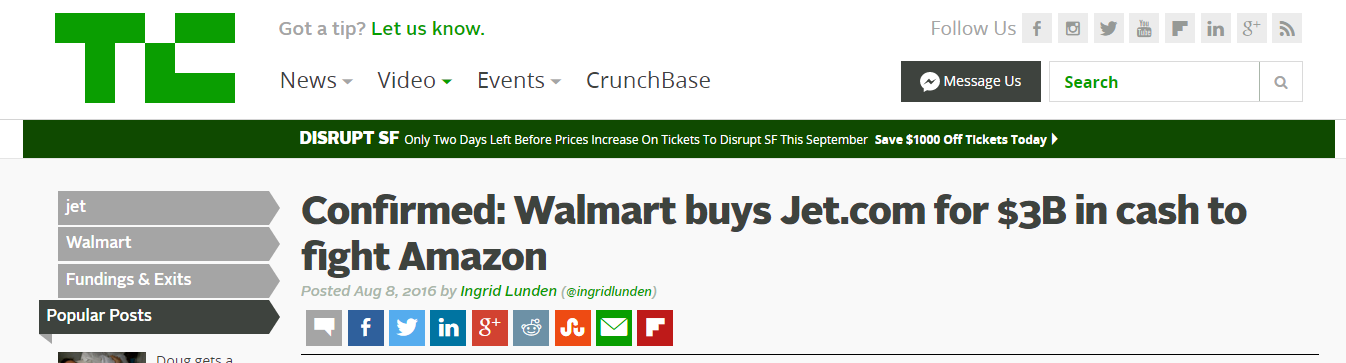 TC
Got a tip? Let us know.
Follow Us
News Video Events CrunchBase
Message Us
Search
DISRUPT SF Only Two Days Left Before Prices Increase On Tickets To Disrupt SF This September Save $1000 Off Tickets Today
jet
Walmart
Fundings & Exits
Popular Posts
Doug gets a
Confirmed: Walmart buys Jet.com for $3B in cash to
fight Amazon
Posted Aug 8, 2016 by Ingrid Lunden (@ingridlunden)